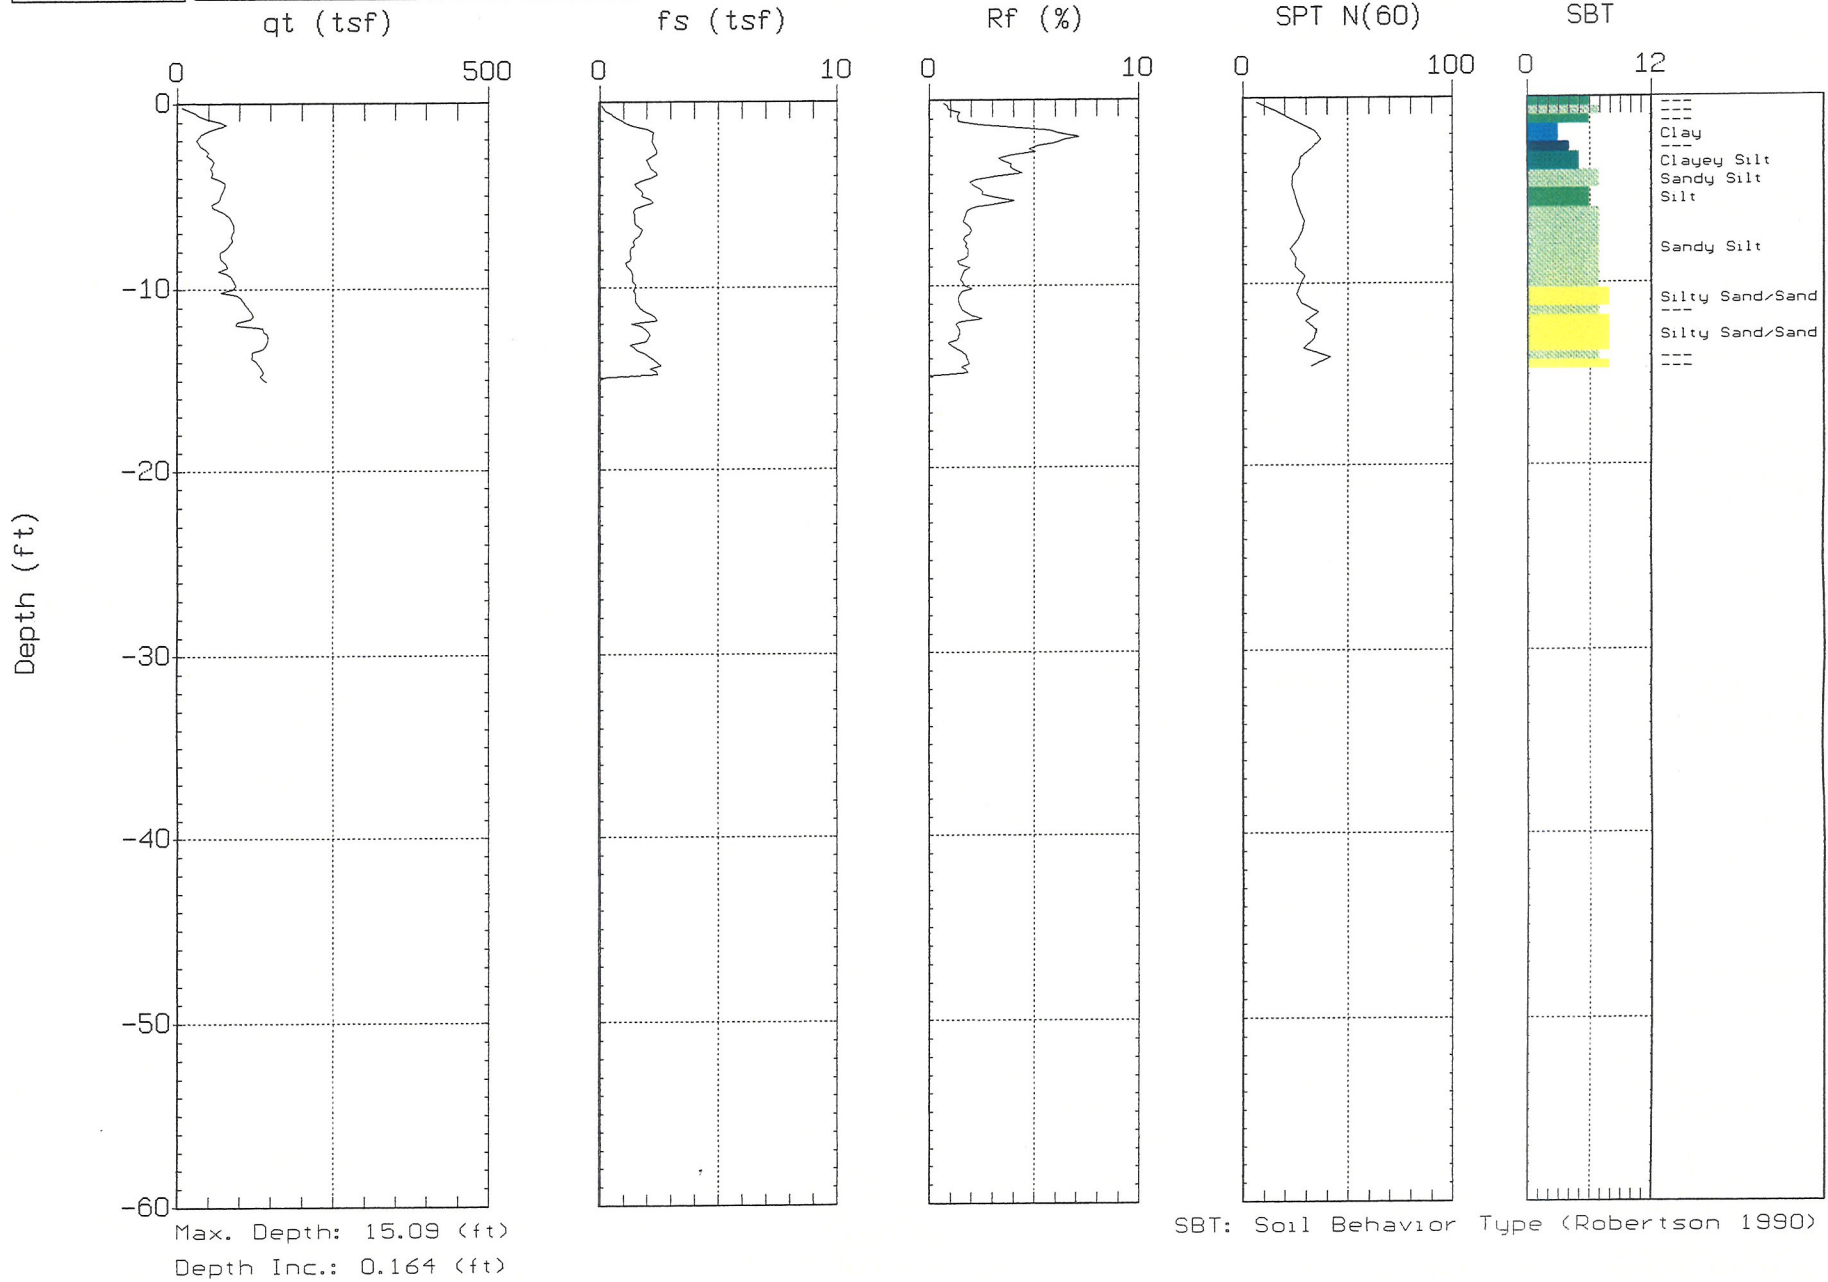 qt (tsf)
fs (tsf)
Rf (%)
SPT N(60)
SBT
0 500
0 10
0 10
0 100
0 12
0
-10
-20
-30
-40
-50
-60
Depth (ft)
---
---
---
Clay
---
Clayey Silt
Sandy Silt
Silt
Sandy Silt
Silty Sand/Sand
---
Silty Sand/Sand
---
---
Max. Depth: 15.09 (ft)
Depth Inc.: 0.164 (ft)
SBT: Soil Behavior Type (Robertson 1990)